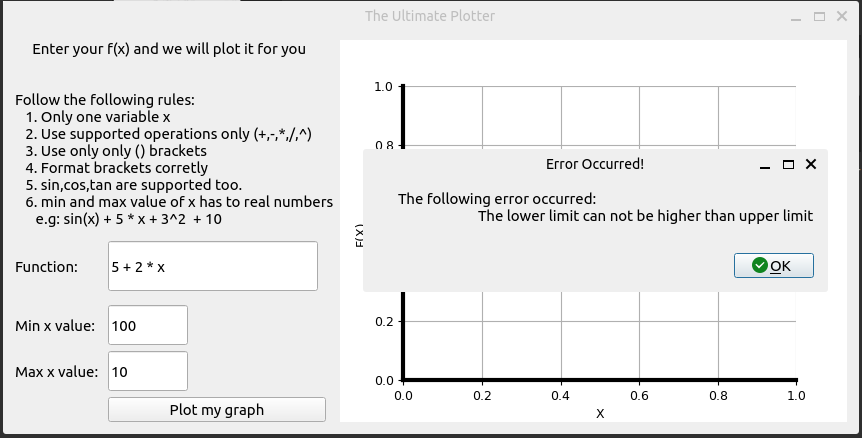 The Ultimate Plotter
Enter your f(x) and we will plot it for you
Follow the following rules:
1. Only one variable x
2. Use supported operations only (+,-,*,/,^)
3. Use only only () brackets
4. Format brackets corretly
5. sin,cos,tan are supported too.
6. min and max value of x has to real numbers
e.g: sin(x) + 5 * x + 3^2 + 10
Function:
5 + 2 * x
Min x value:
100
Max x value:
10
Plot my graph
1.0
0.8
F(X)
0.2
0.0
0.0 0.2 0.4 0.6 0.8 1.0
X
Error Occurred!
The following error occurred:
The lower limit can not be higher than upper limit
OK